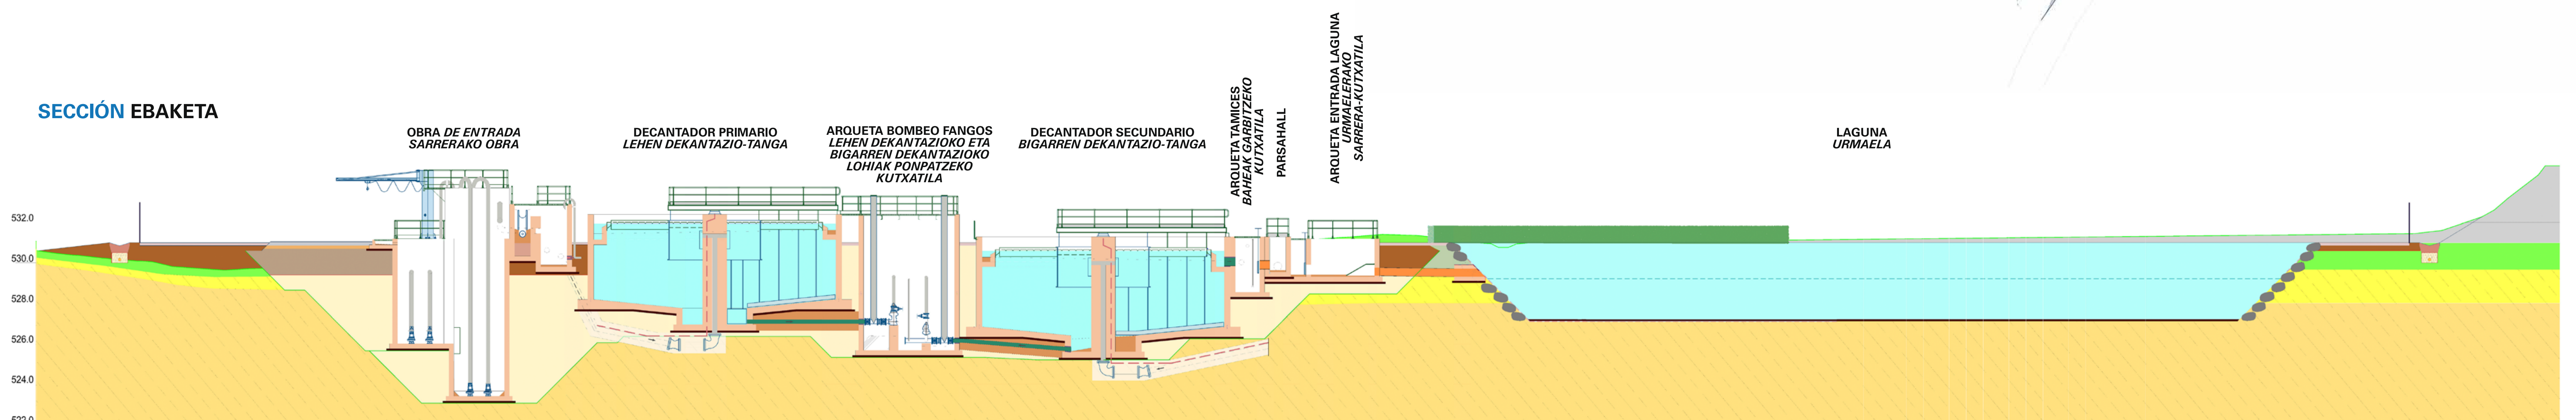 SECCIÓN EBAKETA
OBRA DE ENTRADA
SARRERAKO OBRA
DECANTADOR PRIMARIO
LEHEN DEKANTAZIO-TANGA
ARQUETA BOMBEO FANGOS
LEHEN DEKANTAZIOKO ETA
BIGARREN DEKANTAZIOKO
LOHIAK PONPATZEKO
KUTXATILA
DECANTADOR SECUNDARIO
BIGARREN DEKANTAZIO-TANGA
ARQUETA TAMICES
BAHEAK GARBITZEKO
KUTXATILA
PARSAHALL
ARQUETA ENTRADA LAGUNA
URMAELERAKO
SARRERA-KUTXATILA
LAGUNA
URMAELA
532.0
530.0
528.0
526.0
524.0